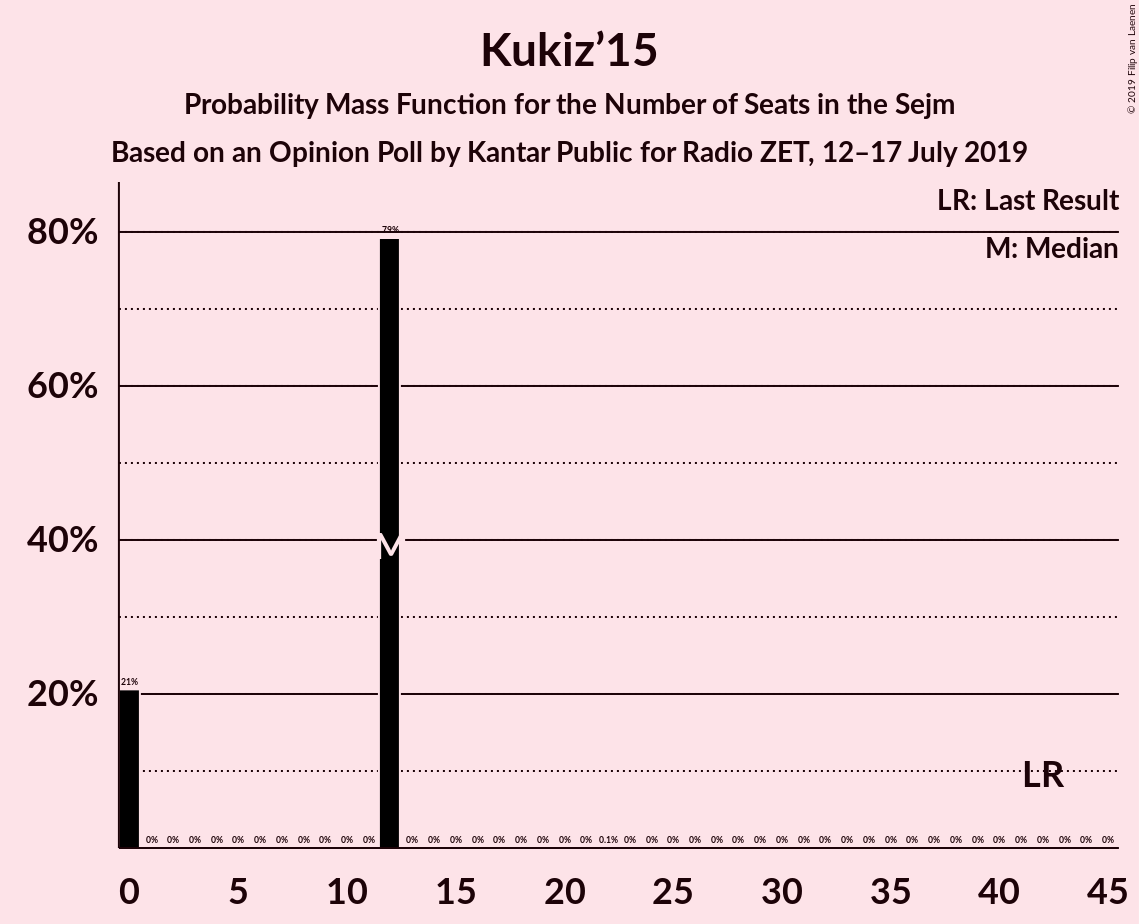 Kukiz’15
Probability Mass Function for the Number of Seats in the Sejm
Based on an Opinion Poll by Kantar Public for Radio ZET, 12–17 July 2019
© 2019 Filip van Laenen
LR: Last Result
M: Median
80%
60%
40%
20%
79%
M
21%
LR
0% 0% 0% 0% 0% 0% 0% 0% 0% 0% 0% 0% 0% 0% 0% 0% 0% 0% 0% 0% 0.1% 0% 0% 0% 0% 0% 0% 0% 0% 0% 0% 0% 0% 0% 0% 0% 0% 0% 0% 0% 0% 0% 0% 0%
0 5 10 15 20 25 30 35 40 45